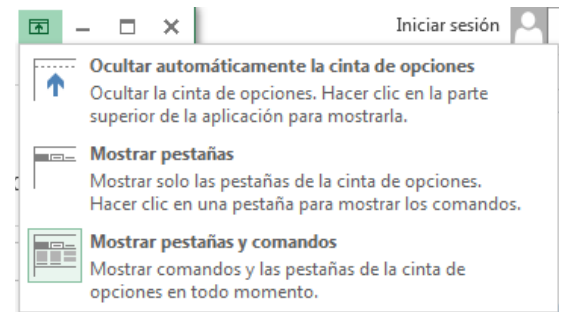 Iniciar sesión
Ocultar automáticamente la cinta de opciones
Ocultar la cinta de opciones. Hacer clic en la parte
superior de la aplicación para mostrarla.
Mostrar pestañas
Mostrar solo las pestañas de la cinta de opciones.
Hacer clic en una pestaña para mostrar los comandos.
Mostrar pestañas y comandos
Mostrar comandos y las pestañas de la cinta de
opciones en todo momento.